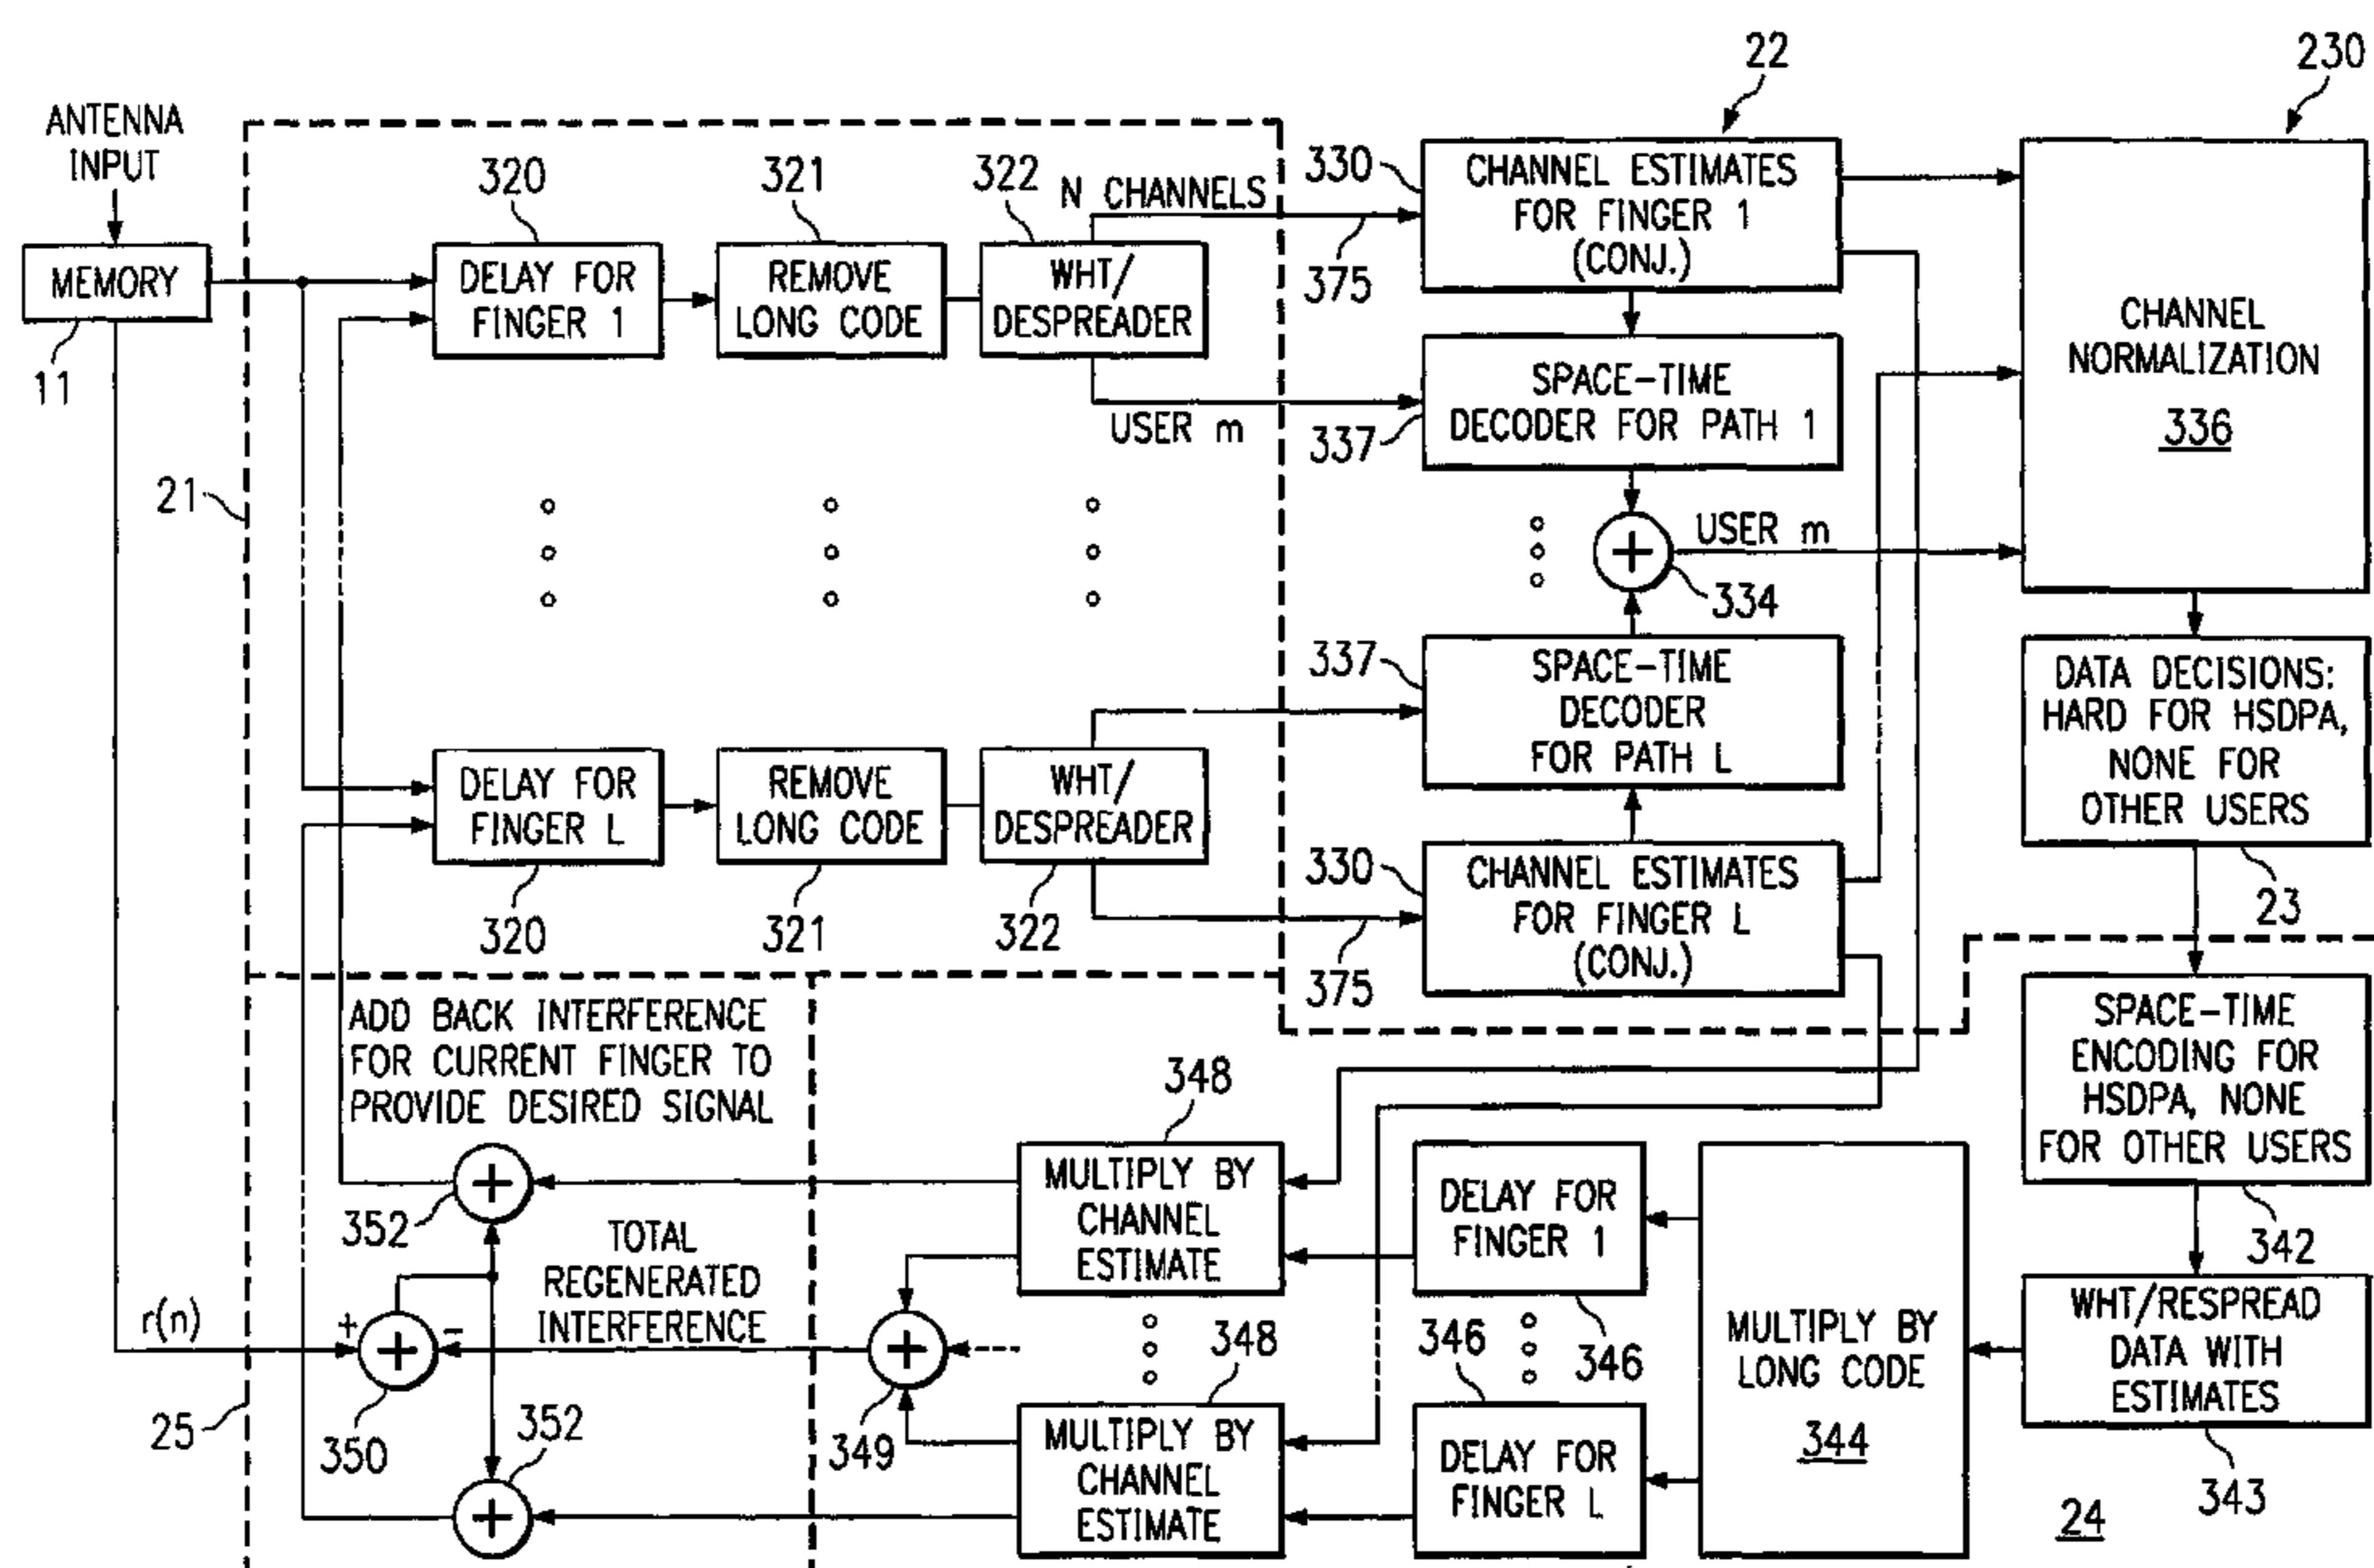 ANTENNA
INPUT
MEMORY
11
21
320
DELAY FOR
FINGER 1
321
REMOVE
LONG CODE
322
WHT/
DESPREADER
N CHANNELS
USER m
330
375
22
CHANNEL ESTIMATES
FOR FINGER 1
(CONJ.)
337
SPACE-TIME
DECODER FOR PATH 1
USER m
334
230
CHANNEL
NORMALIZATION
336
337
SPACE-TIME
DECODER
FOR PATH L
DATA DECISIONS:
HARD FOR HSDPA,
NONE FOR
OTHER USERS
23
DELAY FOR
FINGER L
320
REMOVE
LONG CODE
321
WHT/
DESPREADER
322
330
375
CHANNEL ESTIMATES
FOR FINGER L
(CONJ.)
ADD BACK INTERFERENCE
FOR CURRENT FINGER TO
PROVIDE DESIRED SIGNAL
352
TOTAL
REGENERATED
INTERFERENCE
r(n)
+
-
350
25
352
349
348
MULTIPLY BY
CHANNEL
ESTIMATE
348
MULTIPLY BY
CHANNEL
ESTIMATE
DELAY FOR
FINGER 1
346
346
DELAY FOR
FINGER L
MULTIPLY BY
LONG CODE
344
SPACE-TIME
ENCODING FOR
HSDPA, NONE
FOR OTHER USERS
342
WHT/RESPREAD
DATA WITH
ESTIMATES
343
24